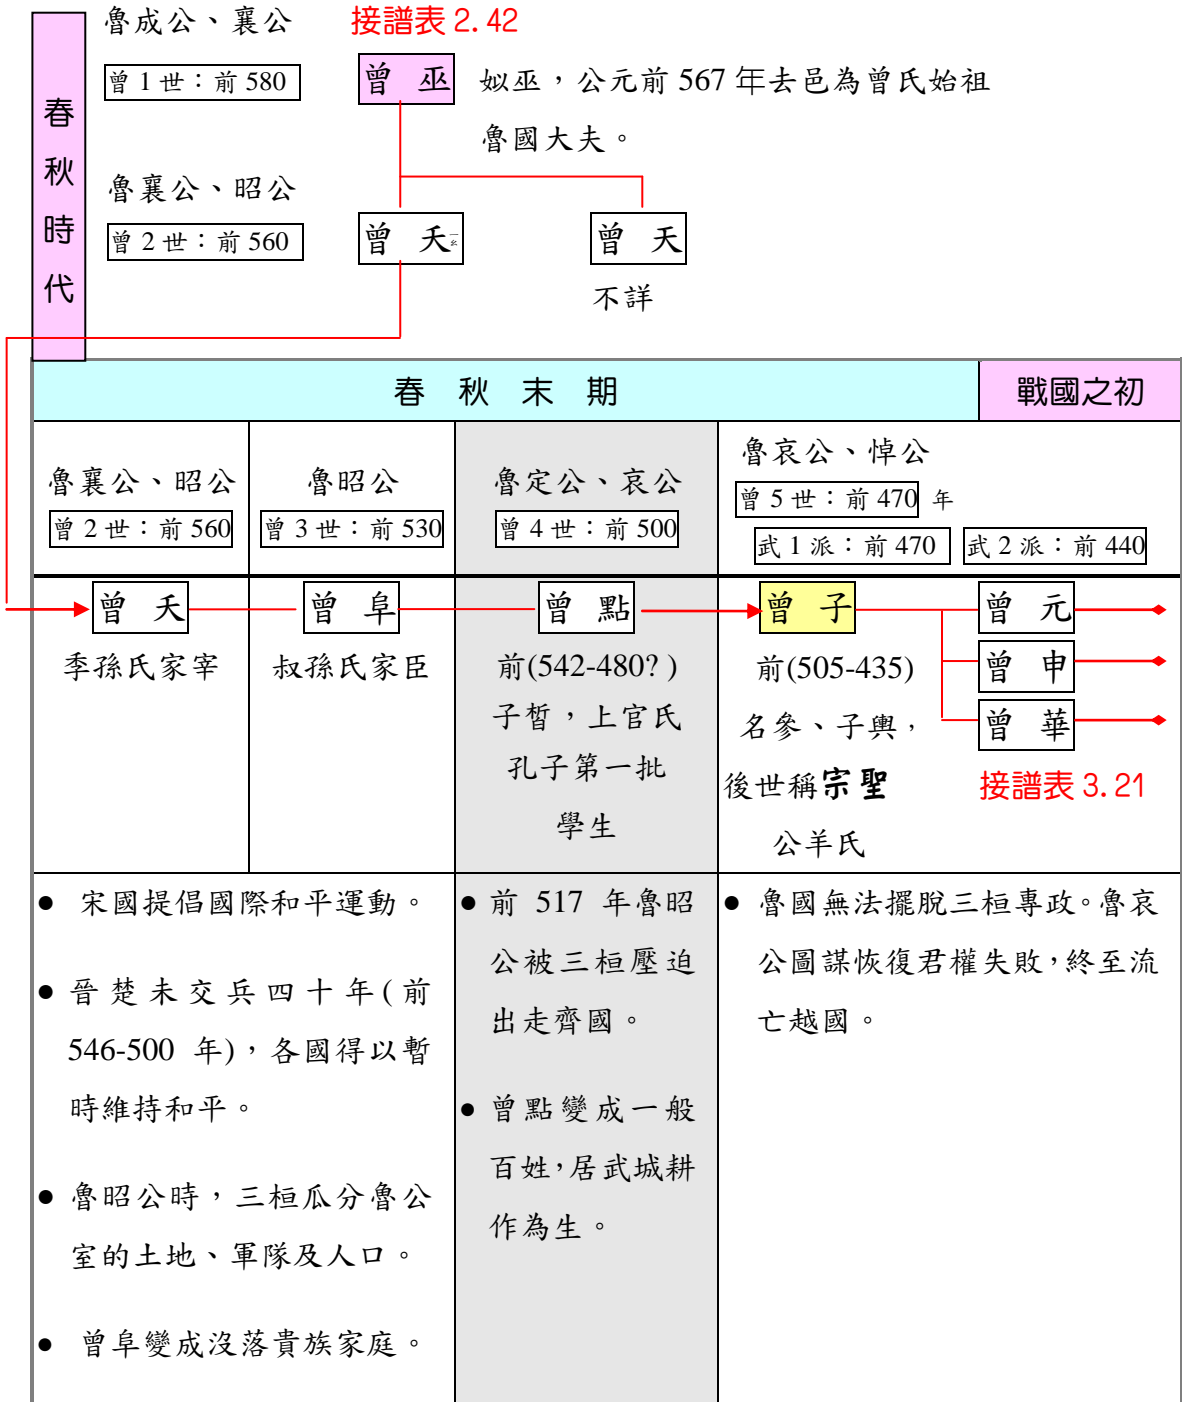 春秋時代
魯成公、襄公 接譜表 2.42
曾 1 世：前 580
曾 巫 姒巫，公元前 567 年去邑為曾氏始祖
魯國大夫。
魯襄公、昭公
曾 2 世：前 560
曾 夭ㄧㄠ 曾 天
不詳
春 秋 末 期 戰國之初
魯襄公、昭公
曾 2 世：前 560
魯昭公
曾 3 世：前 530
魯定公、哀公
曾 4 世：前 500
魯哀公、悼公
曾 5 世：前 470 年
武 1 派：前 470 武 2 派：前 440
曾 夭
季孫氏家宰
曾 阜
叔孫氏家臣
曾 點
前(542-480?)
子晳，上官氏
孔子第一批
學生
曾 子
前(505-435)
名參、子輿，
後世稱宗聖
公羊氏
曾 元
曾 申
曾 華
接譜表 3.21
● 宋國提倡國際和平運動。
● 晉楚未交兵四十年(前
546-500 年)，各國得以暫
時維持和平。
● 魯昭公時，三桓瓜分魯公
室的土地、軍隊及人口。
● 曾阜變成沒落貴族家庭。
● 前 517 年魯昭
公被三桓壓迫
出走齊國。
● 曾點變成一般
百姓，居武城耕
作為生。
● 魯國無法擺脫三桓專政。魯哀
公圖謀恢復君權失敗，終至流
亡越國。